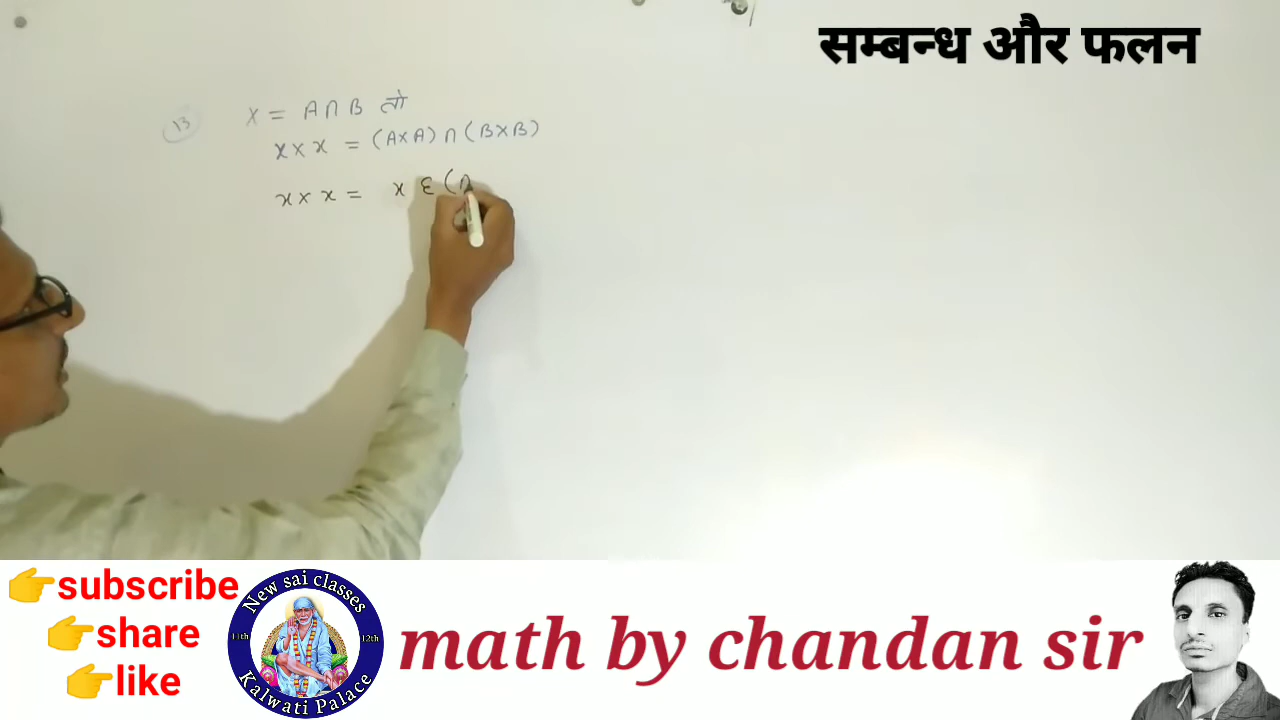 सम्बन्ध और फलन
13 X = A∩B तो
x×x = (A×A)∩(B×B)
x×x = x ∈ (A
👉subscribe
👉share
👉like
New sai classes
11th 12th
Kalwati Palace
math by chandan sir